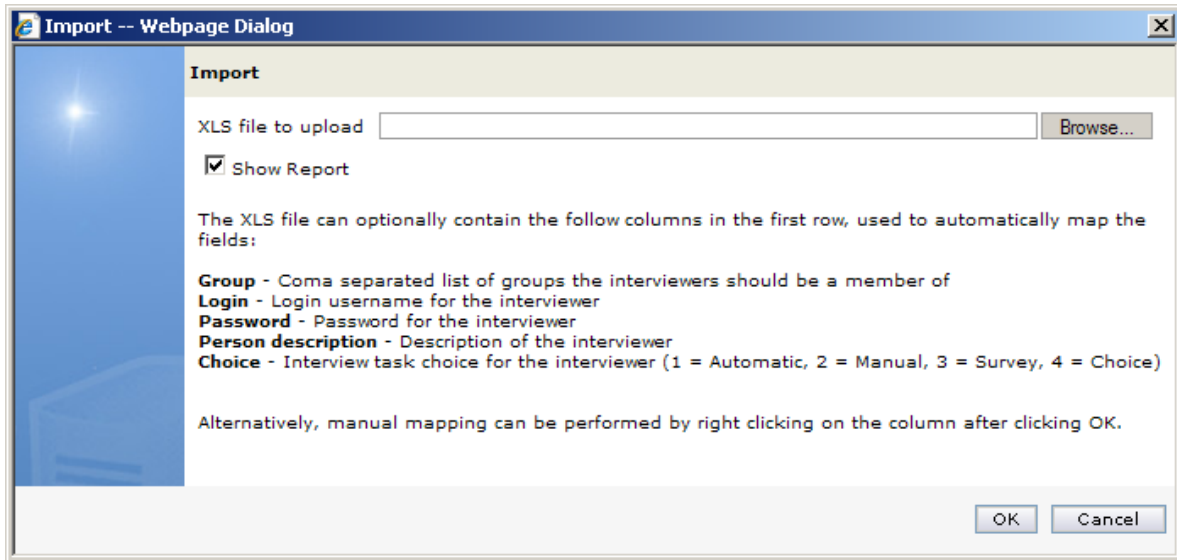 Import -- Webpage Dialog
Import
XLS file to upload
Browse...
Show Report
The XLS file can optionally contain the follow columns in the first row, used to automatically map the
fields:
Group - Coma separated list of groups the interviewers should be a member of
Login - Login username for the interviewer
Password - Password for the interviewer
Person description - Description of the interviewer
Choice - Interview task choice for the interviewer (1 = Automatic, 2 = Manual, 3 = Survey, 4 = Choice)
Alternatively, manual mapping can be performed by right clicking on the column after clicking OK.
OK Cancel